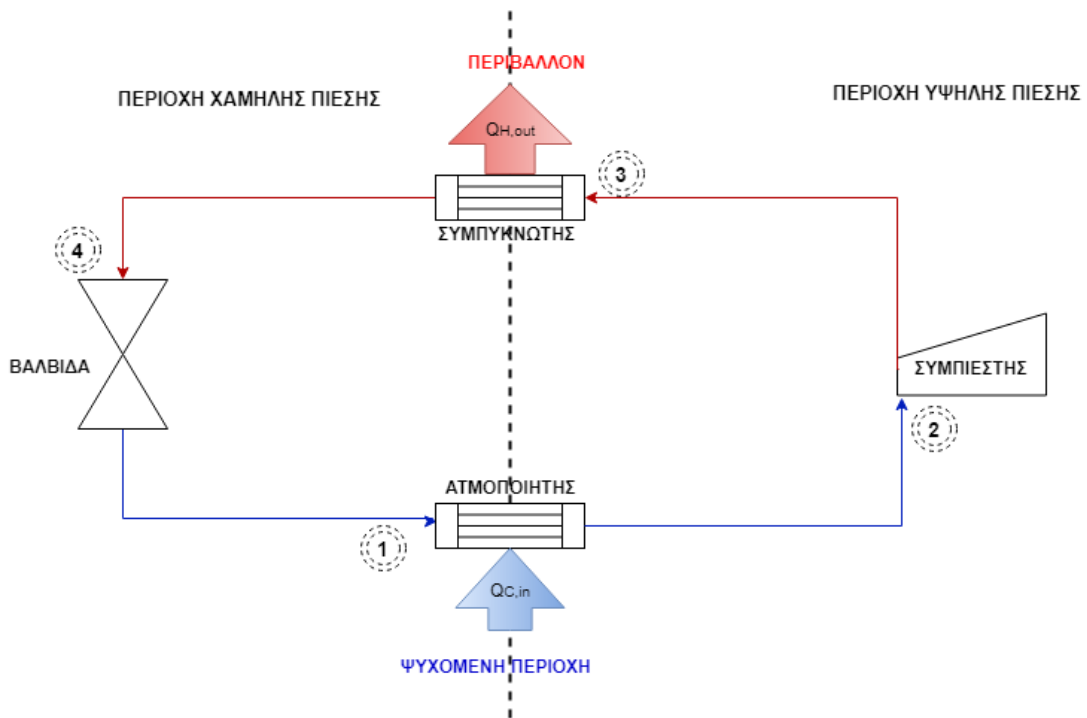 ΠΕΡΙΒΑΛΛΟΝ
ΠΕΡΙΟΧΗ ΧΑΜΗΛΗΣ ΠΙΕΣΗΣ
ΠΕΡΙΟΧΗ ΥΨΗΛΗΣ ΠΙΕΣΗΣ
QH,out
3
ΣΥΜΠΥΚΝΩΤΗΣ
4
ΒΑΛΒΙΔΑ
ΣΥΜΠΙΕΣΤΗΣ
2
ΑΤΜΟΠΟΙΗΤΗΣ
1
QC,in
ΨΥΧΟΜΕΝΗ ΠΕΡΙΟΧΗ